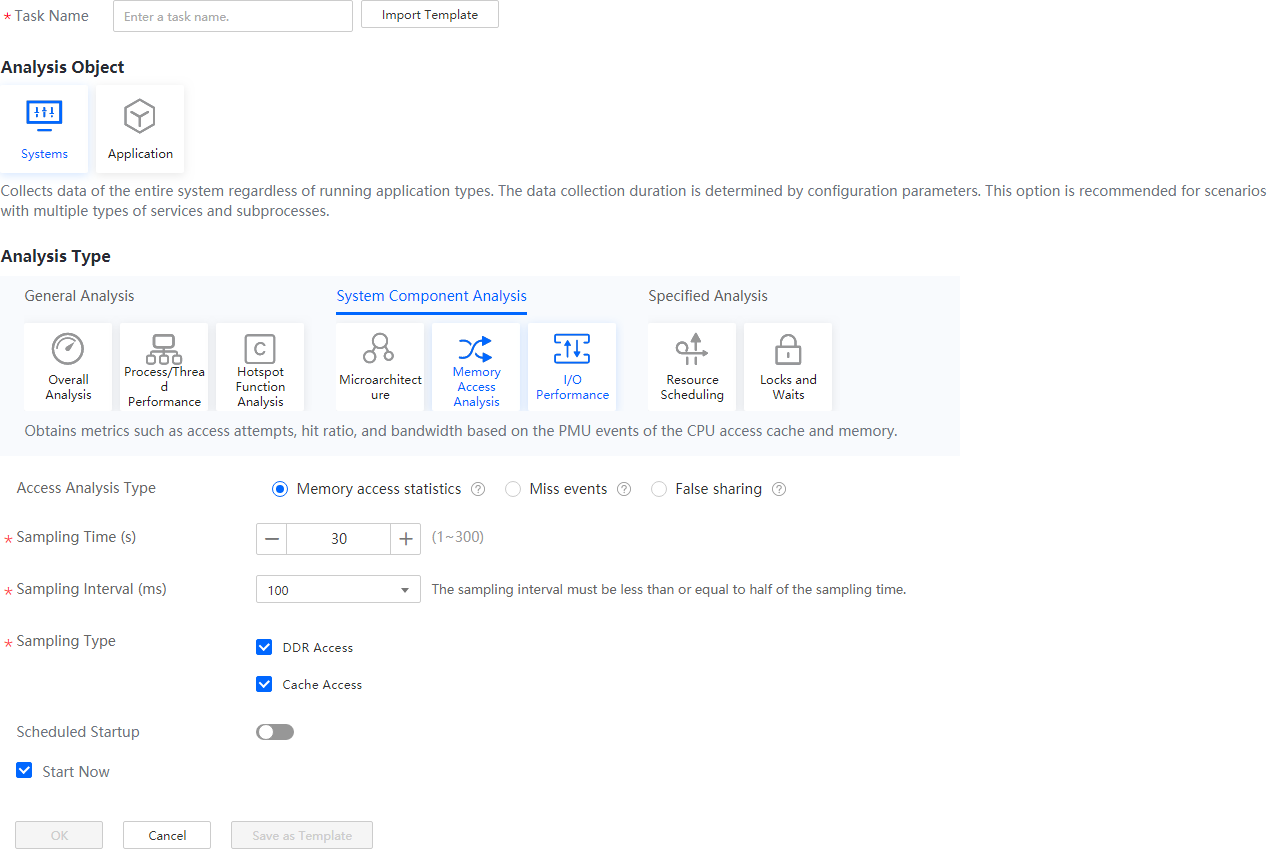 * Task Name Enter a task name. Import Template
Analysis Object
Systems Application
Collects data of the entire system regardless of running application types. The data collection duration is determined by configuration parameters. This option is recommended for scenarios
with multiple types of services and subprocesses.
Analysis Type
General Analysis System Component Analysis Specified Analysis
Overall
Analysis
Process/Threa
d
Performance
C
Hotspot
Function
Analysis
Microarchitect
ure
Memory
Access
Analysis
I/O
Performance
Resource
Scheduling
Locks and
Waits
Obtains metrics such as access attempts, hit ratio, and bandwidth based on the PMU events of the CPU access cache and memory.
Access Analysis Type Memory access statistics ? Miss events ? False sharing ?
* Sampling Time (s) — 30 + (1~300)
* Sampling Interval (ms) 100 The sampling interval must be less than or equal to half of the sampling time.
* Sampling Type DDR Access
Cache Access
Scheduled Startup
Start Now
OK Cancel Save as Template